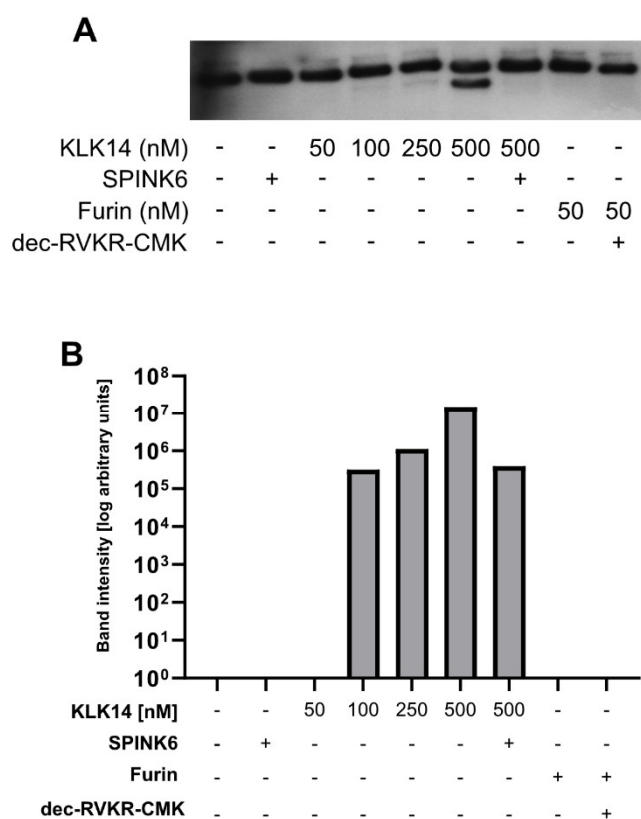 A
KLK14 (nM) - - 50 100 250 500 500 - -
SPINK6 - + - - - - + - -
Furin (nM) - - - - - - - 50 50
dec-RVKR-CMK - - - - - - - - +
B
Band intensity [log arbitrary units]
10⁸
10⁷
10⁶
10⁵
10⁴
10³
10²
10¹
10⁰
KLK14 [nM] - - 50 100 250 500 500 - -
SPINK6 - + - - - - + - -
Furin - - - - - - - + +
dec-RVKR-CMK - - - - - - - - +